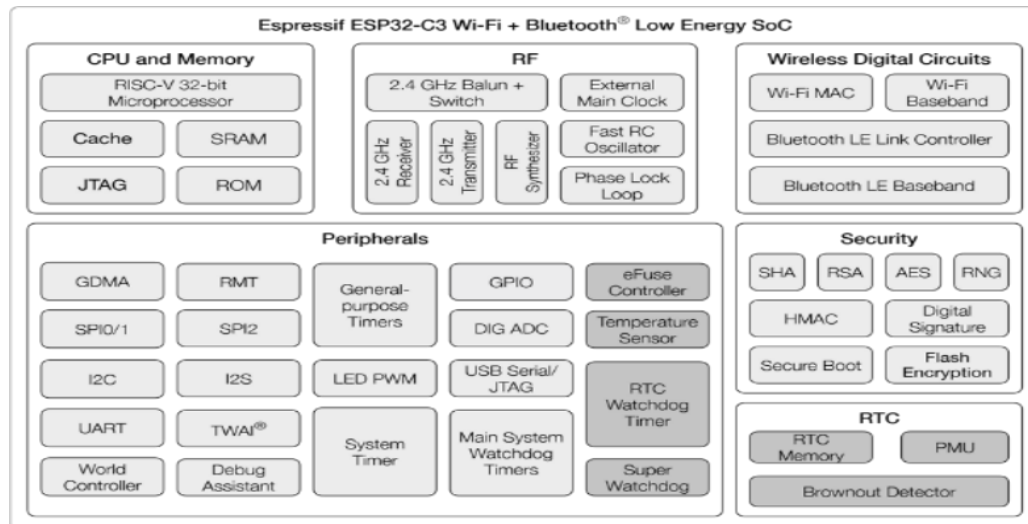 Espressif ESP32-C3 Wi-Fi + Bluetooth® Low Energy SoC
CPU and Memory
RISC-V 32-bit
Microprocessor
Cache
SRAM
JTAG
ROM
RF
2.4 GHz Balun +
Switch
External
Main Clock
2.4 GHz
Receiver
2.4 GHz
Transmitter
RF
Synthesizer
Fast RC
Oscillator
Phase Lock
Loop
Wireless Digital Circuits
Wi-Fi MAC
Wi-Fi
Baseband
Bluetooth LE Link Controller
Bluetooth LE Baseband
Peripherals
GDMA
RMT
General-
purpose
Timers
GPIO
eFuse
Controller
SPI0/1
SPI2
DIG ADC
Temperature
Sensor
I2C
I2S
LED PWM
USB Serial/
JTAG
RTC
Watchdog
Timer
UART
TWAI®
System
Timer
Main System
Watchdog
Timers
World
Controller
Debug
Assistant
Super
Watchdog
Security
SHA
RSA
AES
RNG
HMAC
Digital
Signature
Secure Boot
Flash
Encryption
RTC
RTC
Memory
PMU
Brownout Detector